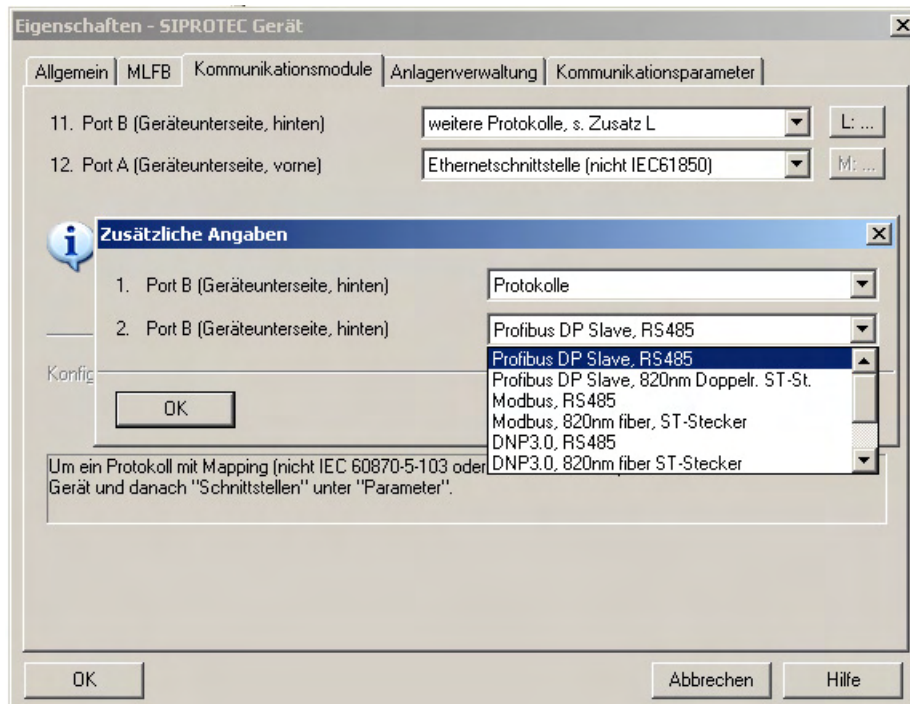 Eigenschaften - SIPROTEC Gerät
Allgemein MLFB Kommunikationsmodule Anlagenverwaltung Kommunikationsparameter
11. Port B (Geräteunterseite, hinten) weitere Protokolle, s. Zusatz L L: ...
12. Port A (Geräteunterseite, vorne) Ethernetschnittstelle (nicht IEC61850) M: ...
Zusätzliche Angaben
1. Port B (Geräteunterseite, hinten) Protokolle
2. Port B (Geräteunterseite, hinten) Profibus DP Slave, RS485
Profibus DP Slave, RS485
Profibus DP Slave, 820nm Doppelr. ST-St.
Modbus, RS485
Modbus, 820nm fiber, ST-Stecker
DNP3.0, RS485
DNP3.0, 820nm fiber ST-Stecker
Konfig
OK
Um ein Protokoll mit Mapping (nicht IEC 60870-5-103 oder
Gerät und danach "Schnittstellen" unter "Parameter".
OK Abbrechen Hilfe